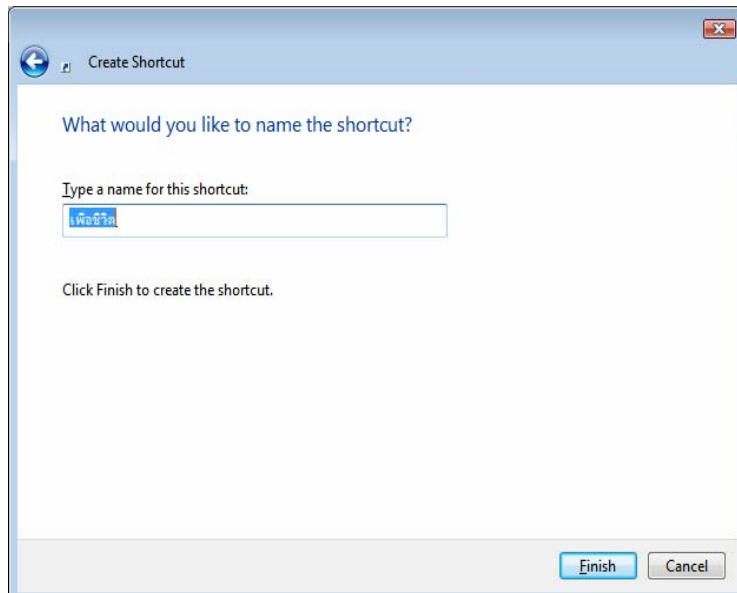 Create Shortcut
What would you like to name the shortcut?
Type a name for this shortcut:
เพื่อชีวิต
Click Finish to create the shortcut.
Finish Cancel